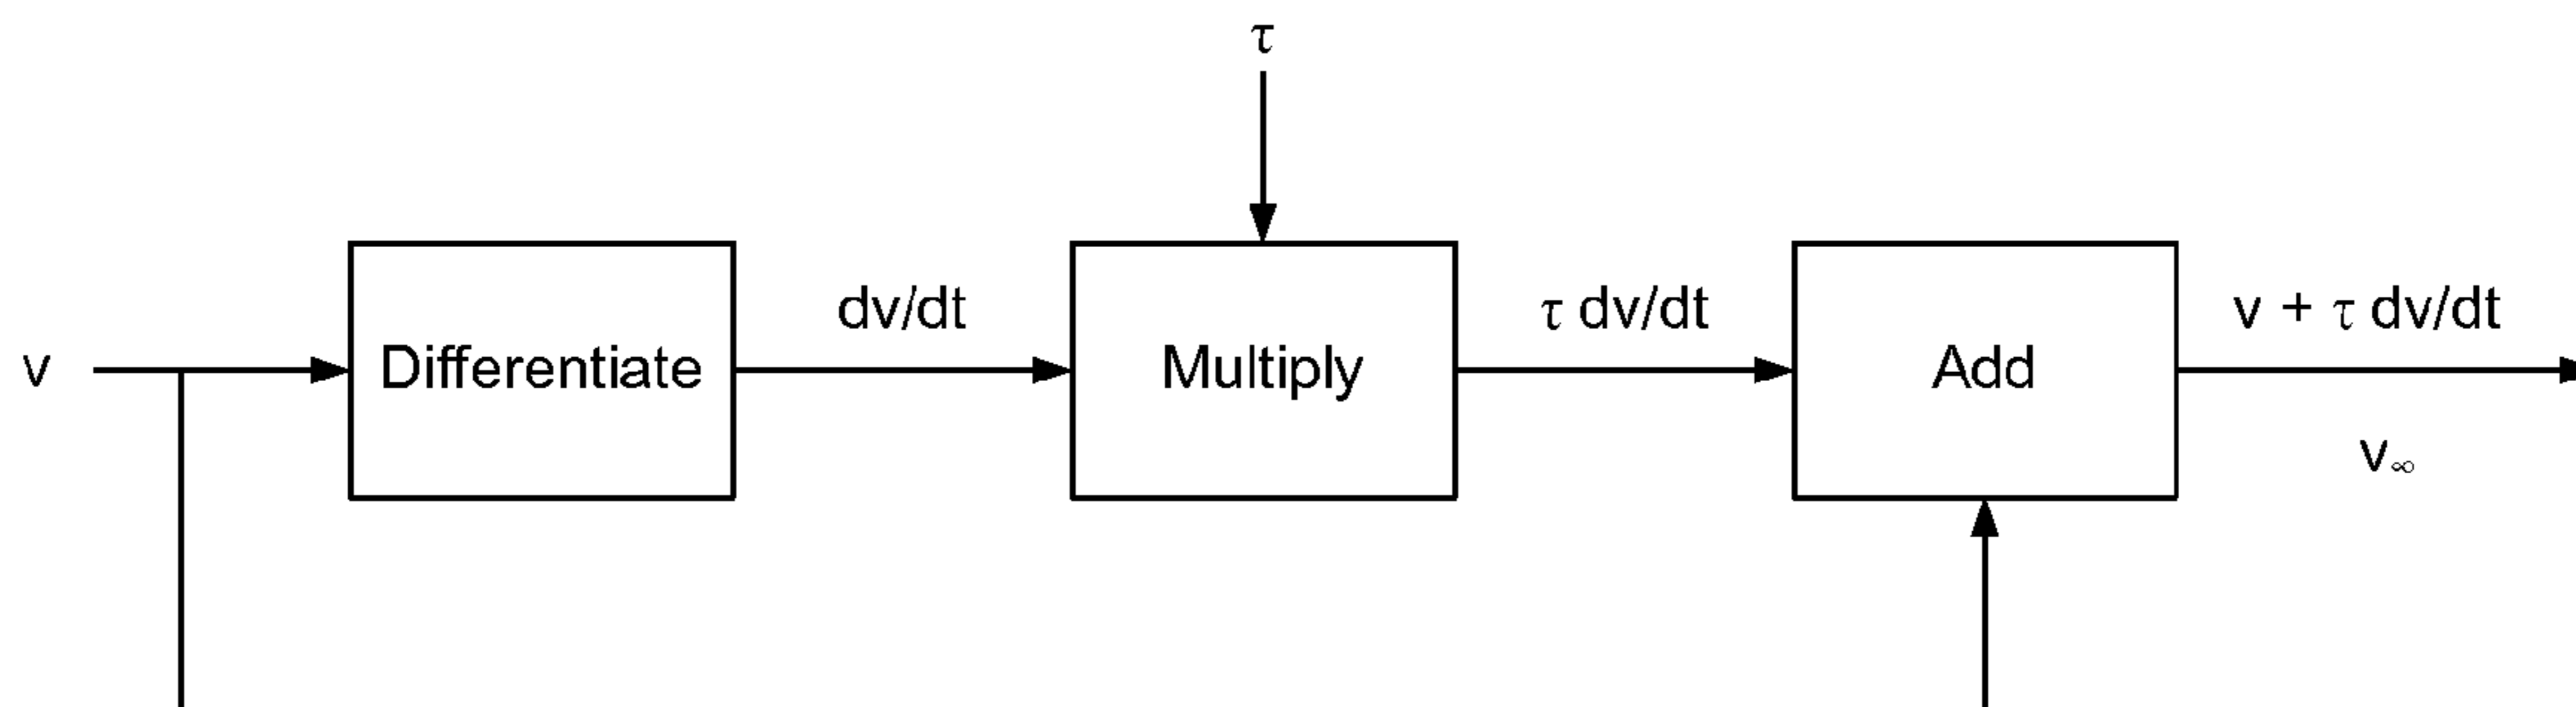 τ
dv/dt
τ dv/dt
v + τ dv/dt
v
Differentiate
Multiply
Add
v∞